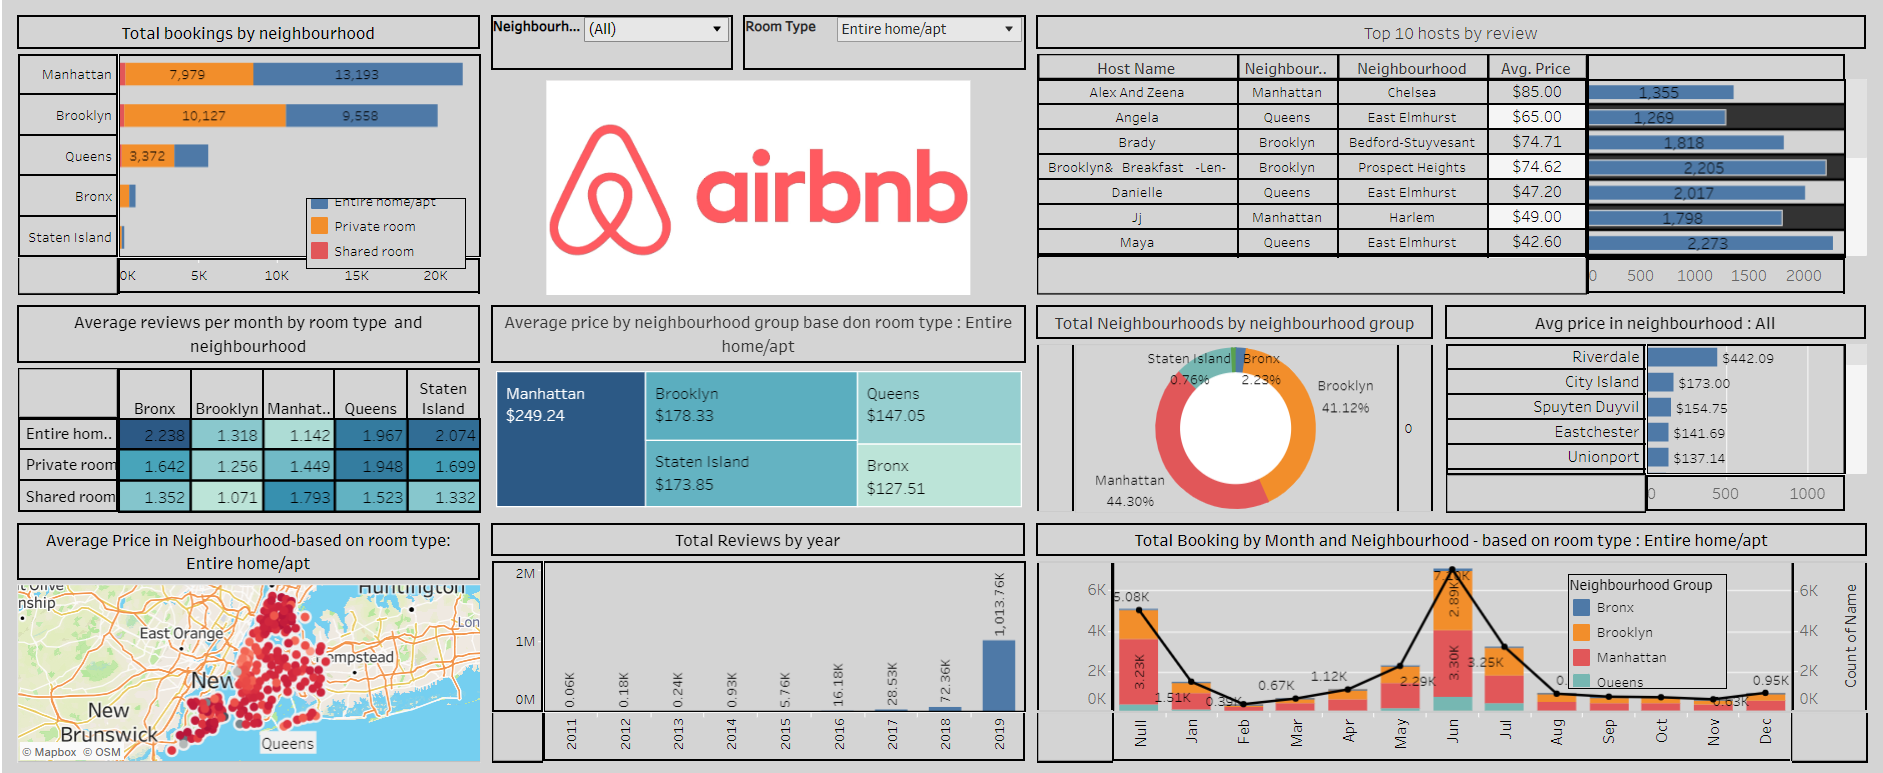 Total bookings by neighbourhood
Manhattan 7,979 13,193
Brooklyn 10,127 9,558
Queens 3,372
Bronx
Staten Island
Entire home/apt
Private room
Shared room
0K 5K 10K 15K 20K
Neighbourh... (All)
Room Type Entire home/apt
airbnb
Top 10 hosts by review
Host Name Neighbour.. Neighbourhood Avg. Price
Alex And Zeena Manhattan Chelsea $85.00 1,355
Angela Queens East Elmhurst $65.00 1,269
Brady Brooklyn Bedford-Stuyvesant $74.71 1,818
Brooklyn& Breakfast -Len- Brooklyn Prospect Heights $74.62 2,205
Danielle Queens East Elmhurst $47.20 2,017
Jj Manhattan Harlem $49.00 1,798
Maya Queens East Elmhurst $42.60 2,273
0 500 1000 1500 2000
Average reviews per month by room type and
neighbourhood
Bronx Brooklyn Manhat.. Queens Staten
Island
Entire hom.. 2.238 1.318 1.142 1.967 2.074
Private room 1.642 1.256 1.449 1.948 1.699
Shared room 1.352 1.071 1.793 1.523 1.332
Average price by neighbourhood group base don room type : Entire
home/apt
Manhattan
$249.24
Brooklyn
$178.33
Queens
$147.05
Staten Island
$173.85
Bronx
$127.51
Total Neighbourhoods by neighbourhood group
Staten Island
0.76%
Bronx
2.23%
Brooklyn
41.12%
Manhattan
44.30%
0
Avg price in neighbourhood : All
Riverdale $442.09
City Island $173.00
Spuyten Duyvil $154.75
Eastchester $141.69
Unionport $137.14
0 500 1000
Average Price in Neighbourhood-based on room type:
Entire home/apt
Huntington
nship
East Orange
Lon
empstead
New
New
Brunswick
Queens
© Mapbox © OSM
Total Reviews by year
2M
1M
0M
0.06K 0.18K 0.24K 0.93K 5.76K 16.18K 28.53K 72.36K 1,013.76K
2011 2012 2013 2014 2015 2016 2017 2018 2019
Total Booking by Month and Neighbourhood - based on room type : Entire home/apt
6K
4K
2K
0K
5.08K 1.51K 0.67K 1.12K 2.29K 3.25K 0.63K 0.95K
3.23K 3.30K 2.89K
Neighbourhood Group
Bronx
Brooklyn
Manhattan
Queens
6K
4K
2K
0K
Count of Name
Null Jan Feb Mar Apr May Jun Jul Aug Sep Oct Nov Dec